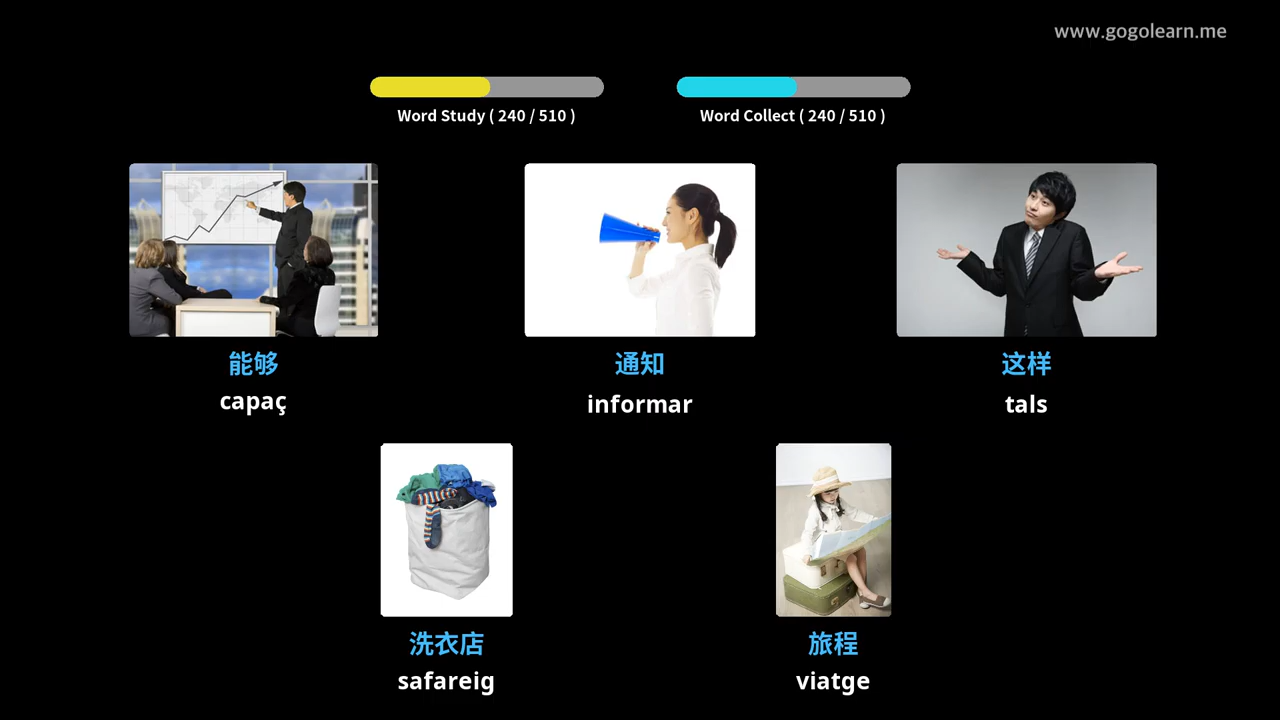 www.gogolearn.me
Word Study ( 240 / 510 )
Word Collect ( 240 / 510 )
能够
通知
这样
capaç
informar
tals
洗衣店
旅程
safareig
viatge